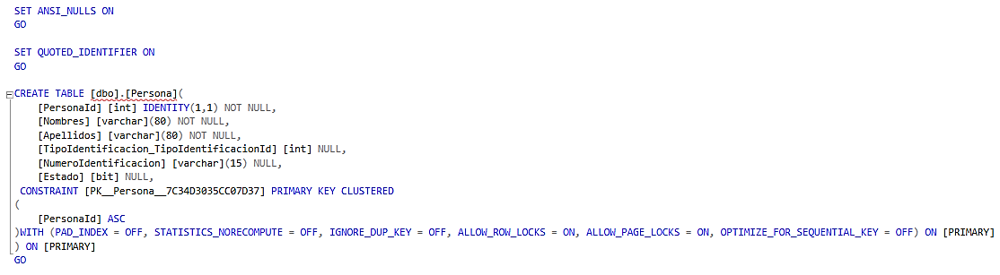 SET ANSI_NULLS ON
GO
SET QUOTED_IDENTIFIER ON
GO
CREATE TABLE [dbo].[Persona](
[PersonaId] [int] IDENTITY(1,1) NOT NULL,
[Nombres] [varchar](80) NOT NULL,
[Apellidos] [varchar](80) NOT NULL,
[TipoIdentificacion_TipoIdentificacionId] [int] NULL,
[NumeroIdentificacion] [varchar](15) NULL,
[Estado] [bit] NULL,
CONSTRAINT [PK__Persona__7C34D3035CC07D37] PRIMARY KEY CLUSTERED
(
[PersonaId] ASC
)WITH (PAD_INDEX = OFF, STATISTICS_NORECOMPUTE = OFF, IGNORE_DUP_KEY = OFF, ALLOW_ROW_LOCKS = ON, ALLOW_PAGE_LOCKS = ON, OPTIMIZE_FOR_SEQUENTIAL_KEY = OFF) ON [PRIMARY]
) ON [PRIMARY]
GO